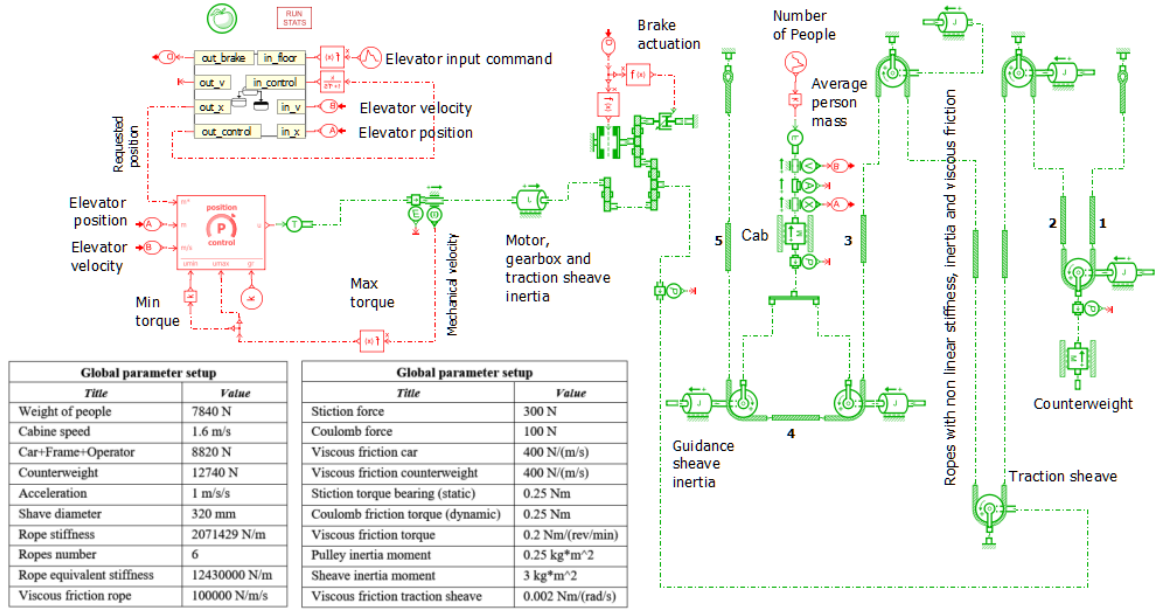 RUN
STATS
out_brake
in_floor
f(x)
x
Elevator input command
out_v
in_control
out_x
in_v
B
Elevator velocity
out_control
in_x
A
Elevator position
Requested
position
Elevator
position
A
Elevator
velocity
B
m*
m
m/s
position
P
control
u
umin
umax
gr
T
k
k
Min
torque
Max
torque
f(x)
x
Mechanical velocity
Motor,
gearbox and
traction sheave
inertia
Brake
actuation
f(x)
x
f(x)
x
Number
of People
Average
person
mass
k
F
V
B
A
X
A
Cab
M
P
P
5
3
4
2
1
J
J
J
J
J
Guidance
sheave
inertia
Ropes with non linear stiffness, inertia and viscous friction
P
M
Counterweight
Traction sheave
Global parameter setup
Title Value
Weight of people 7840 N
Cabine speed 1.6 m/s
Car+Frame+Operator 8820 N
Counterweight 12740 N
Acceleration 1 m/s/s
Shave diameter 320 mm
Rope stiffness 2071429 N/m
Ropes number 6
Rope equivalent stiffness 12430000 N/m
Viscous friction rope 100000 N/m/s
Global parameter setup
Title Value
Stiction force 300 N
Coulomb force 100 N
Viscous friction car 400 N/(m/s)
Viscous friction counterweight 400 N/(m/s)
Stiction torque bearing (static) 0.25 Nm
Coulomb friction torque (dynamic) 0.25 Nm
Viscous friction torque 0.2 Nm/(rev/min)
Pulley inertia moment 0.25 kg*m^2
Sheave inertia moment 3 kg*m^2
Viscous friction traction sheave 0.002 Nm/(rad/s)